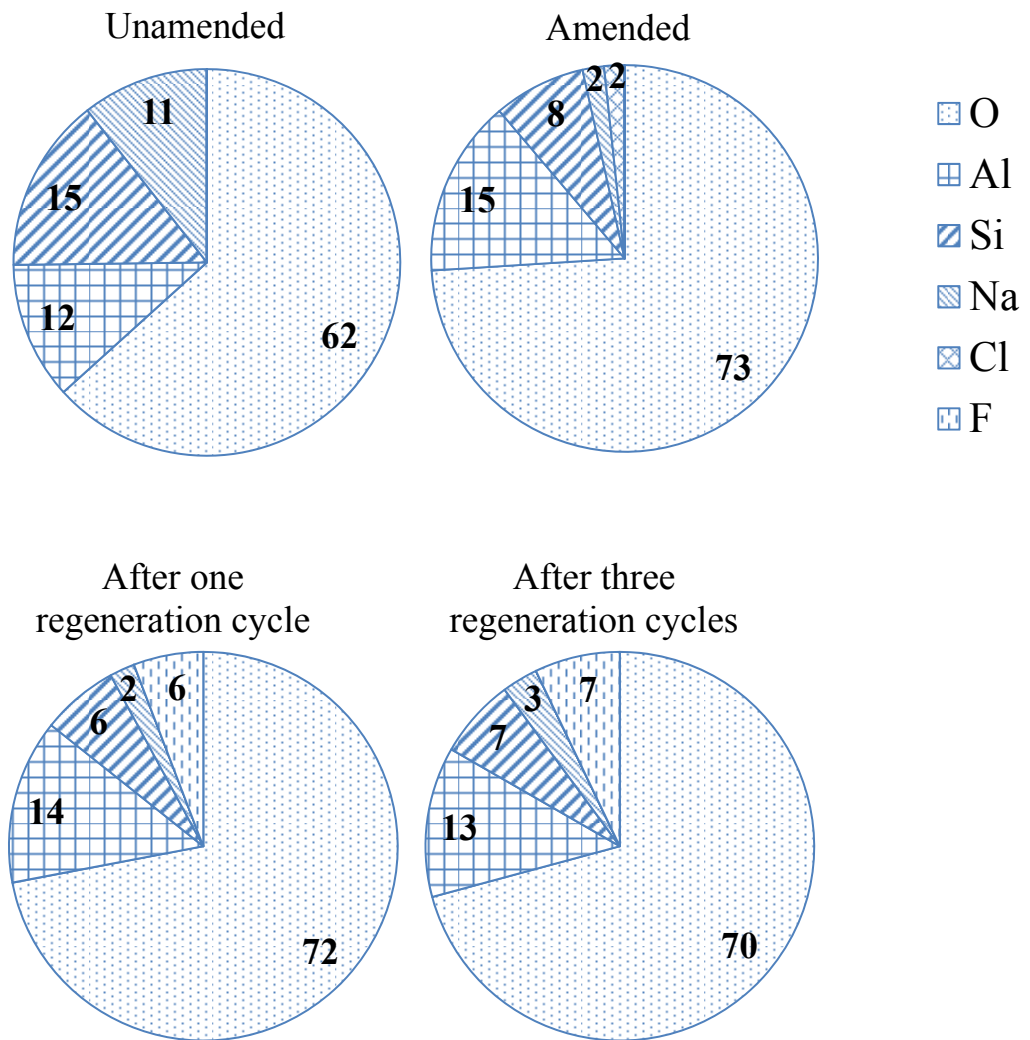 Unamended
11
15
12
62
Amended
2
2
8
15
73
O
Al
Si
Na
Cl
F
After one
regeneration cycle
2
6
6
14
72
After three
regeneration cycles
3
7
7
13
70